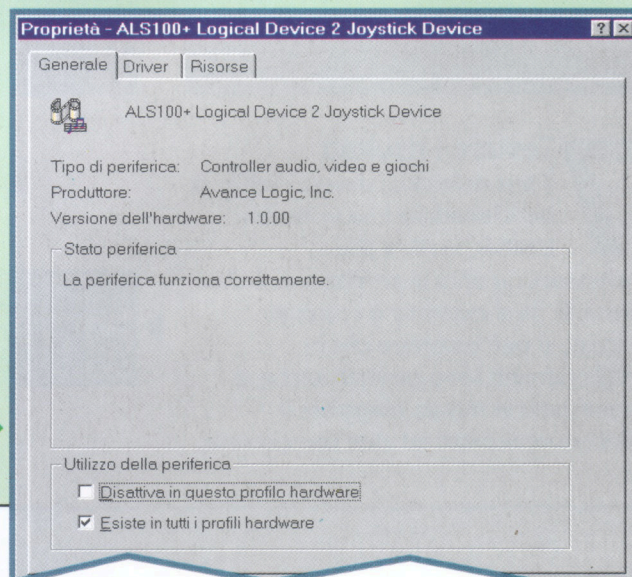 Proprietà - ALS100+ Logical Device 2 Joystick Device
Generale
Driver
Risorse
ALS100+ Logical Device 2 Joystick Device
Tipo di periferica: Controller audio, video e giochi
Produttore: Avance Logic, Inc.
Versione dell'hardware: 1.0.00
Stato periferica
La periferica funziona correttamente.
Utilizzo della periferica
Disattiva in questo profilo hardware
Esiste in tutti i profili hardware